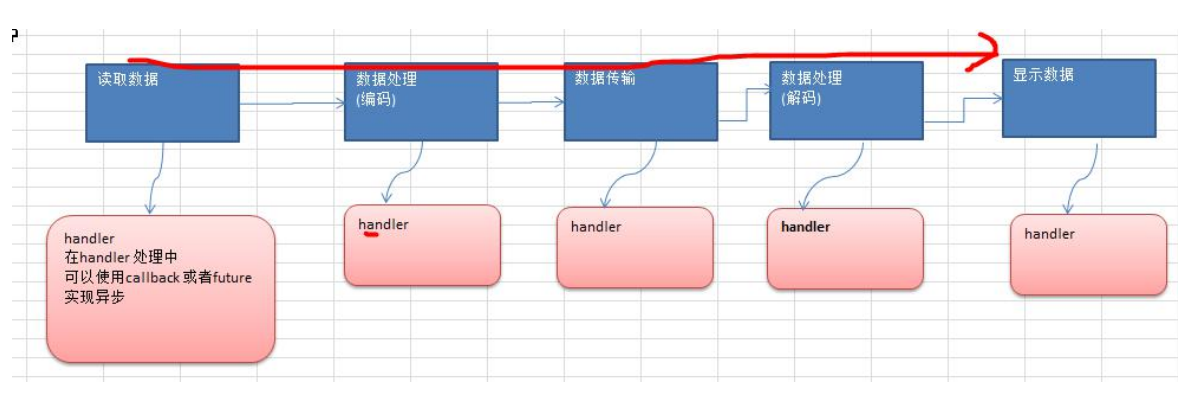 读取数据
数据处理
(编码)
数据传输
数据处理
(解码)
显示数据
handler
在handler 处理中
可以使用callback 或者future
实现异步
handler
handler
handler
handler